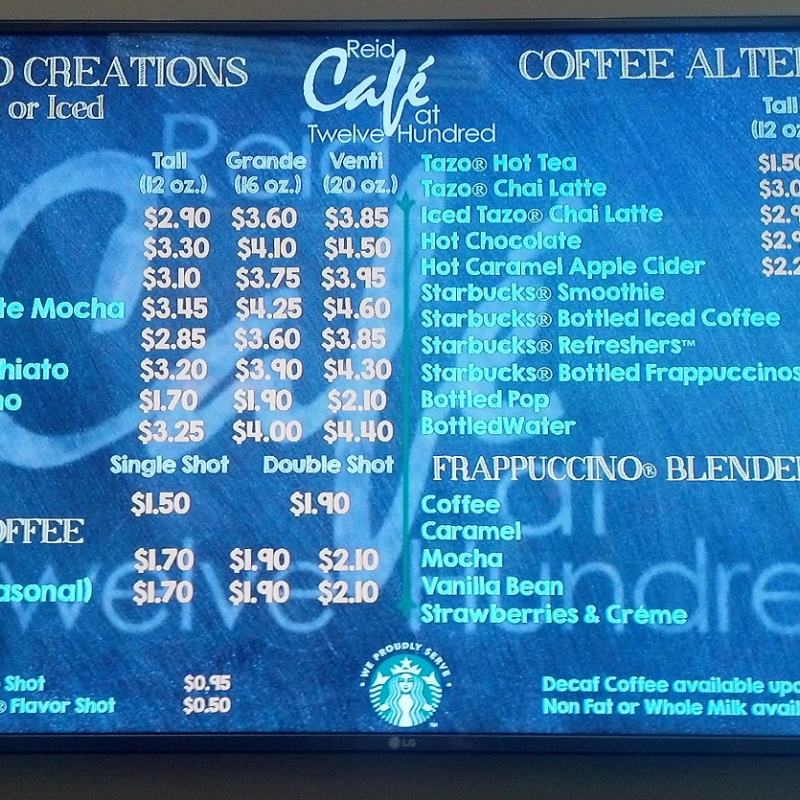 Reid
Café
at
Twelve Hundred
O CREATIONS
or Iced
Tall Grande Venti
(12 oz.) (16 oz.) (20 oz.)
$2.90 $3.60 $3.85
$3.30 $4.10 $4.50
$3.10 $3.75 $3.95
te Mocha $3.45 $4.25 $4.60
$2.85 $3.60 $3.85
hiato $3.20 $3.90 $4.30
no $1.70 $1.90 $2.10
$3.25 $4.00 $4.40
Single Shot Double Shot
$1.50 $1.90
OFFEE
$1.70 $1.90 $2.10
asonal) $1.70 $1.90 $2.10
Shot $0.95
® Flavor Shot $0.50
COFFEE ALTE
Tall
(12 oz
Tazo® Hot Tea $1.50
Tazo® Chai Latte $3.0
Iced Tazo® Chai Latte $2.9
Hot Chocolate $2.9
Hot Caramel Apple Cider $2.2
Starbucks® Smoothie
Starbucks® Bottled Iced Coffee
Starbucks® Refreshers™
Starbucks® Bottled Frappuccinos
Bottled Pop
BottledWater
FRAPPUCCINO® BLENDE
Coffee
Caramel
Mocha
Vanilla Bean
Strawberries & Créme
WE PROUDLY SERVE
Decaf Coffee available upo
Non Fat or Whole Milk avail
LG